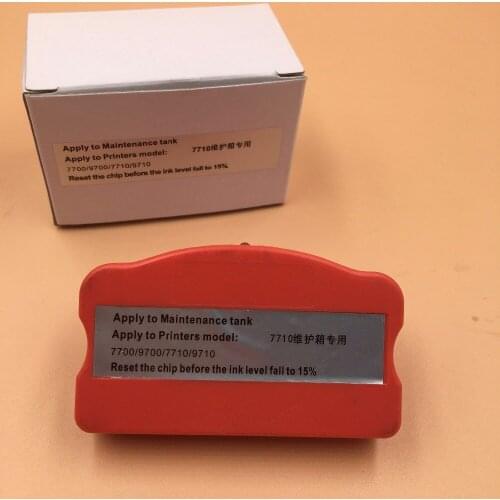 Apply to Maintenance tank
Apply to Printers model: 7710维护箱专用
7700/9700/7710/9710
Reset the chip before the ink level fall to 15%.
Apply to Maintenance tank
Apply to Printers model: 7710维护箱专用
7700/9700/7710/9710
Reset the chip before the ink level fall to 15%